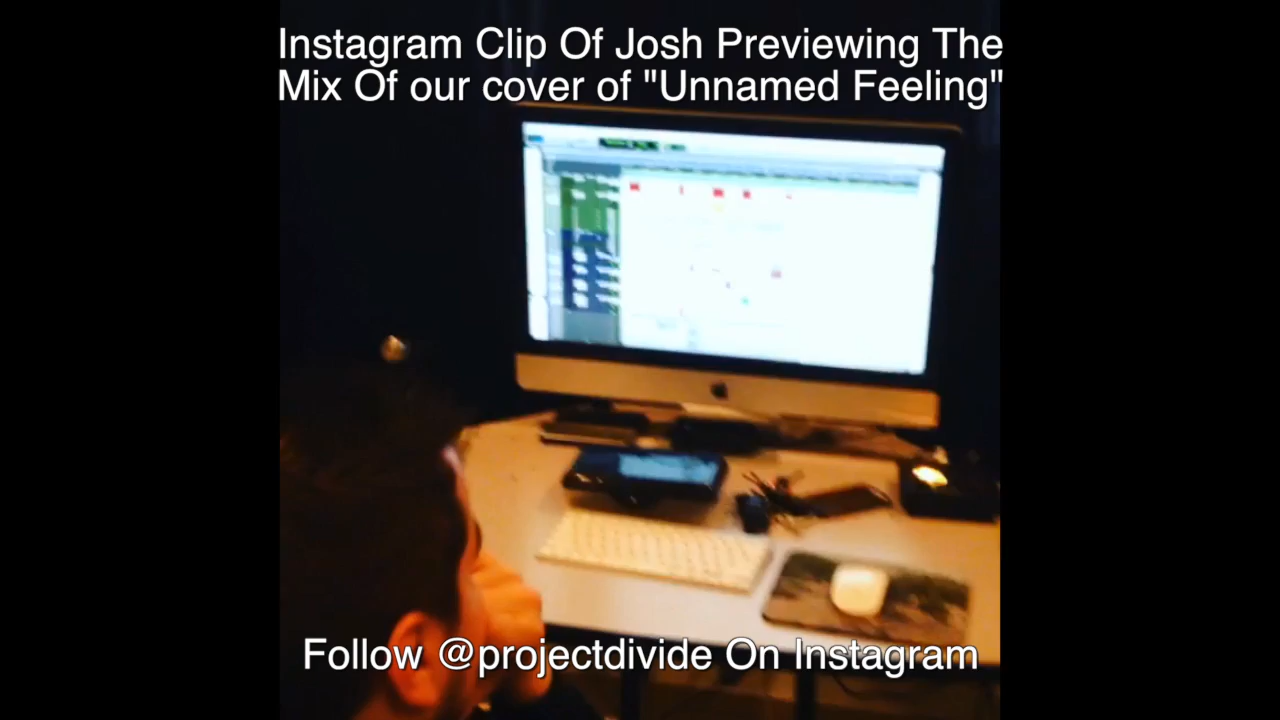 Instagram Clip Of Josh Previewing The
Mix Of our cover of "Unnamed Feeling"
Follow @projectdivide On Instagram